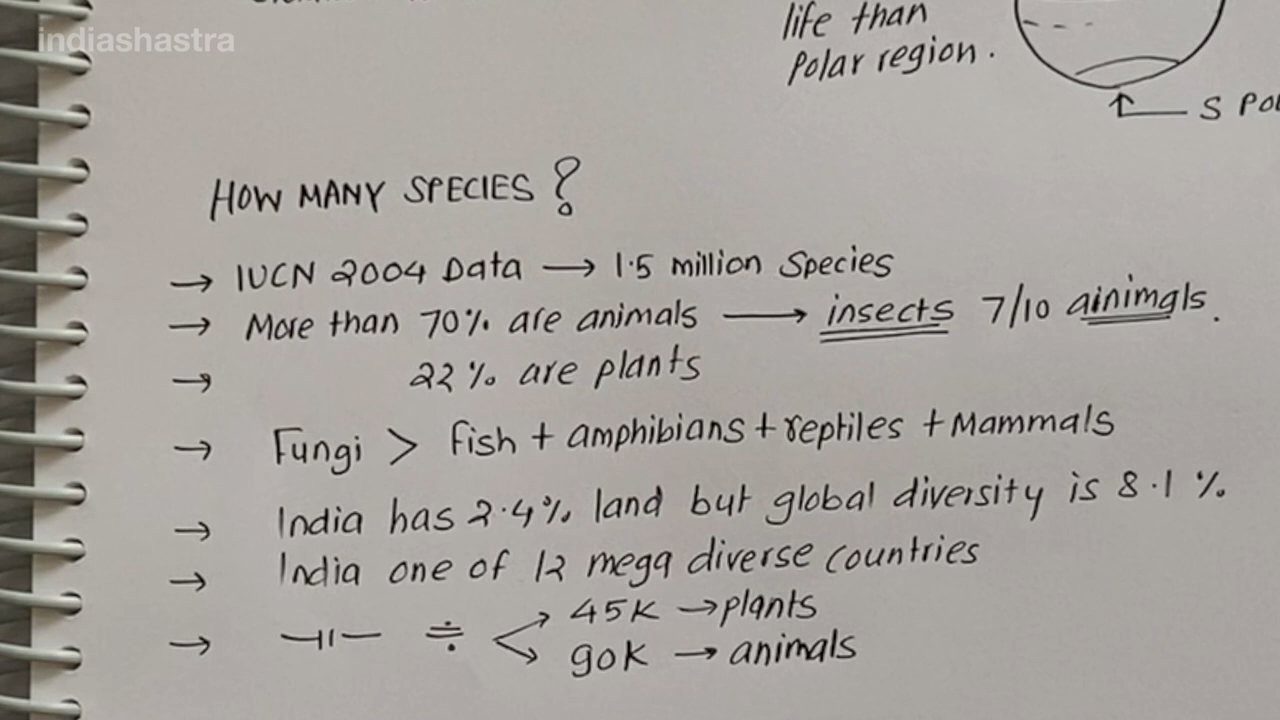 indiashastra
life than
Polar region.
S Po
HOW MANY SPECIES ?
→ IUCN 2004 Data → 1.5 million Species
→ More than 70% are animals → insects 7/10 ainimals.
→ 22% are plants
→ Fungi > Fish + amphibians + reptiles + Mammals
→ India has 2.4% land but global diversity is 8.1 %
→ India one of 12 mega diverse countries
→ —11— ≑ < 45K → plants
90K → animals